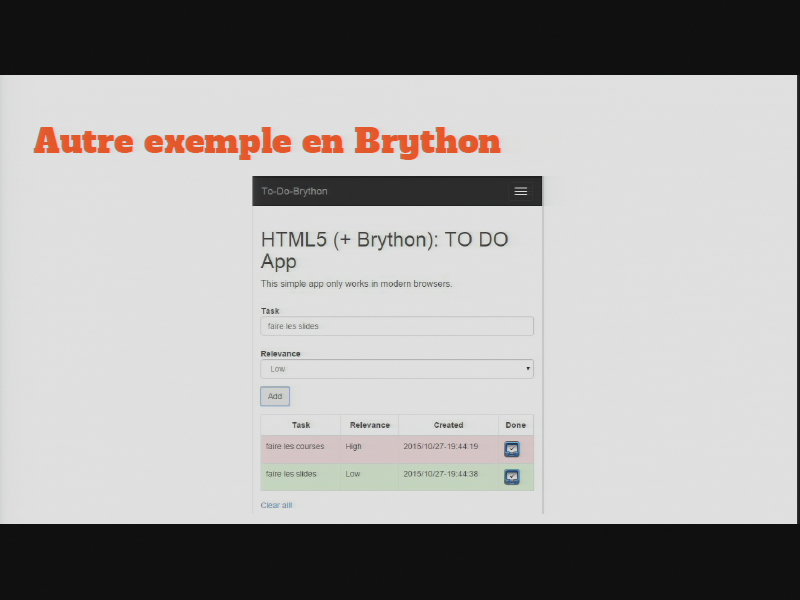 Autre exemple en Brython
To-Do-Brython
HTML5 (+ Brython): TO DO
App
This simple app only works in modern browsers.
Task
faire les slides
Relevance
Low
Add
Task Relevance Created Done
faire les courses High 2015/10/27-19:44:19
faire les slides Low 2015/10/27-19:44:38
Clear all!